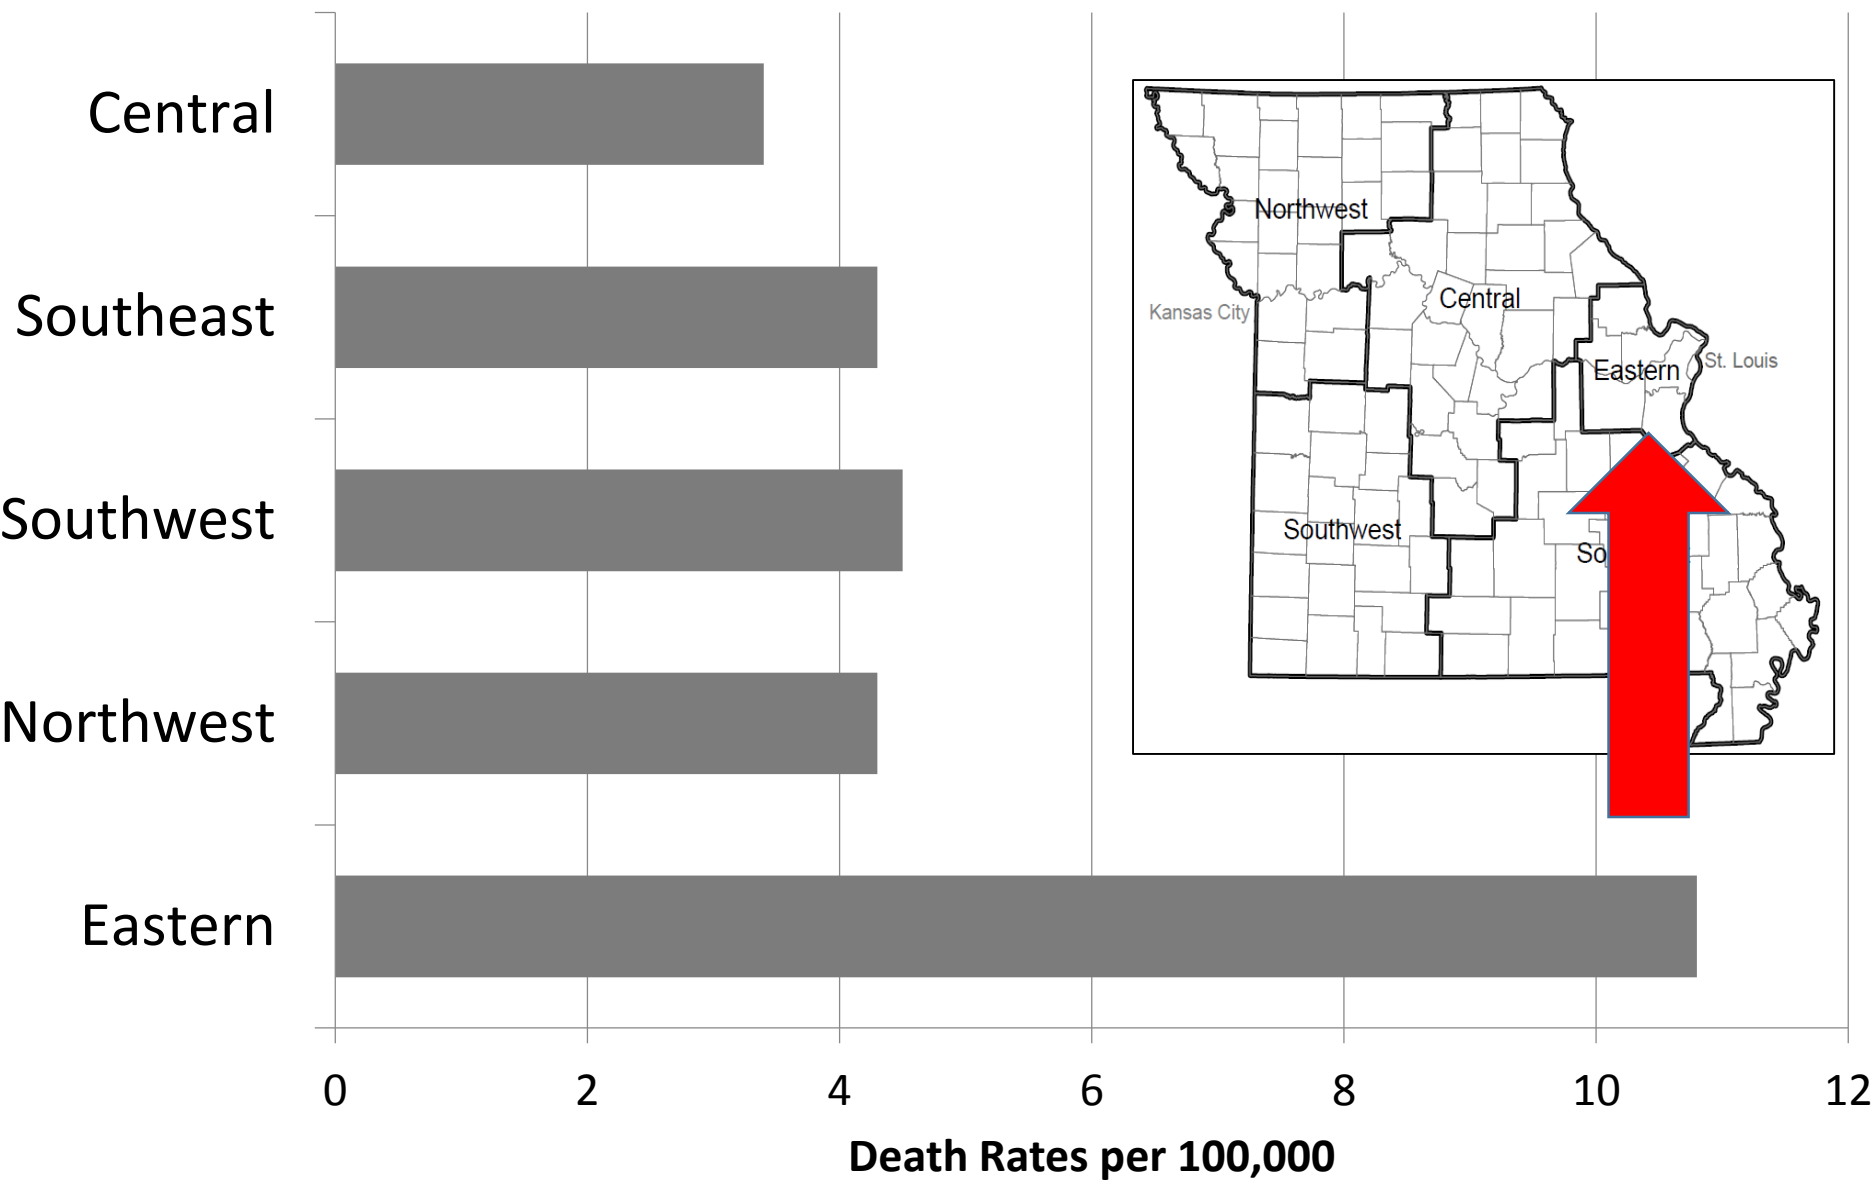 Central
Southeast
Southwest
Northwest
Eastern
0 2 4 6 8 10 12
Death Rates per 100,000
Northwest
Central
Kansas City
Eastern
St. Louis
Southwest
So